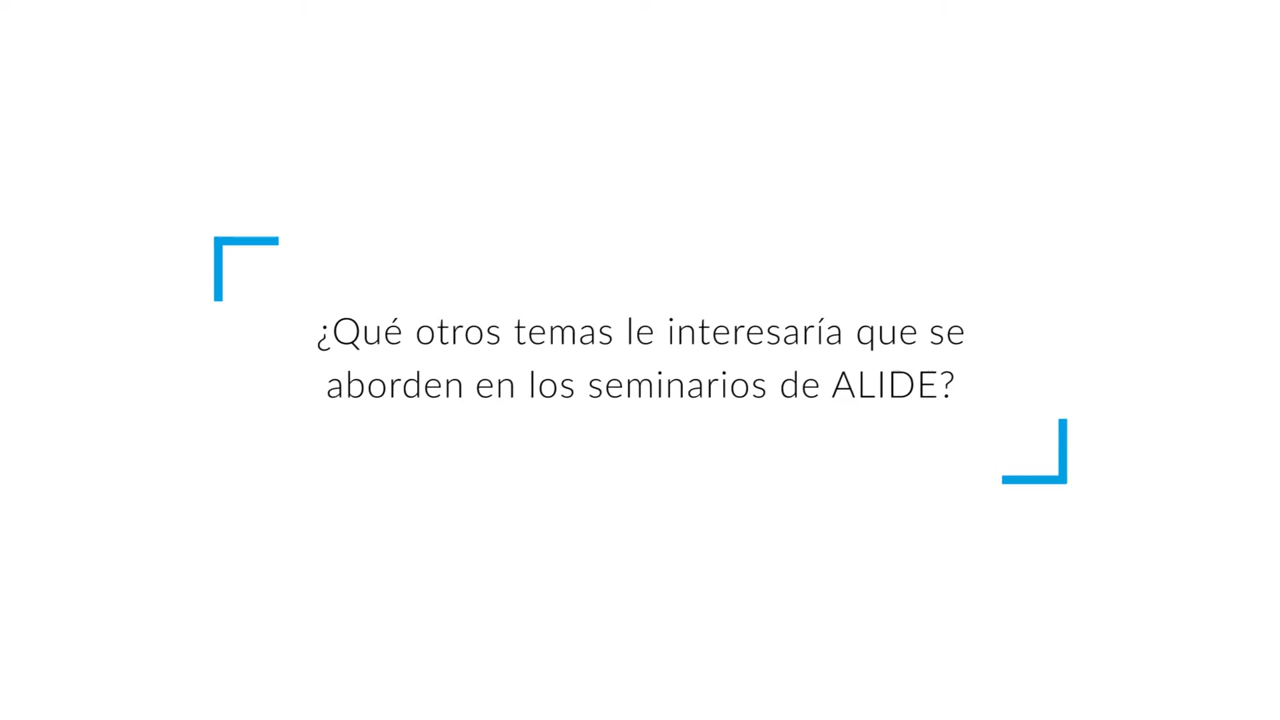 ¿Qué otros temas le interesaría que se
aborden en los seminarios de ALIDE?